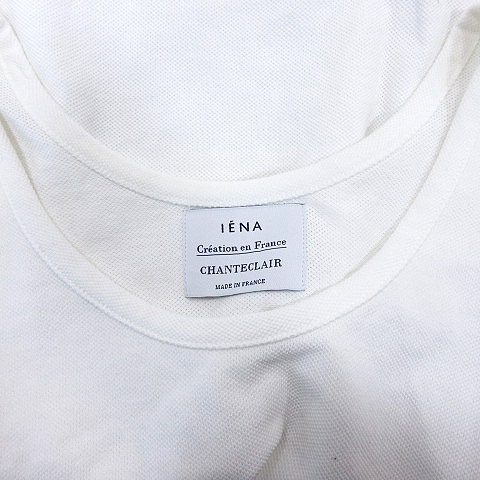 IÉNA
Création en France
CHANTECLAIR
MADE IN FRANCE